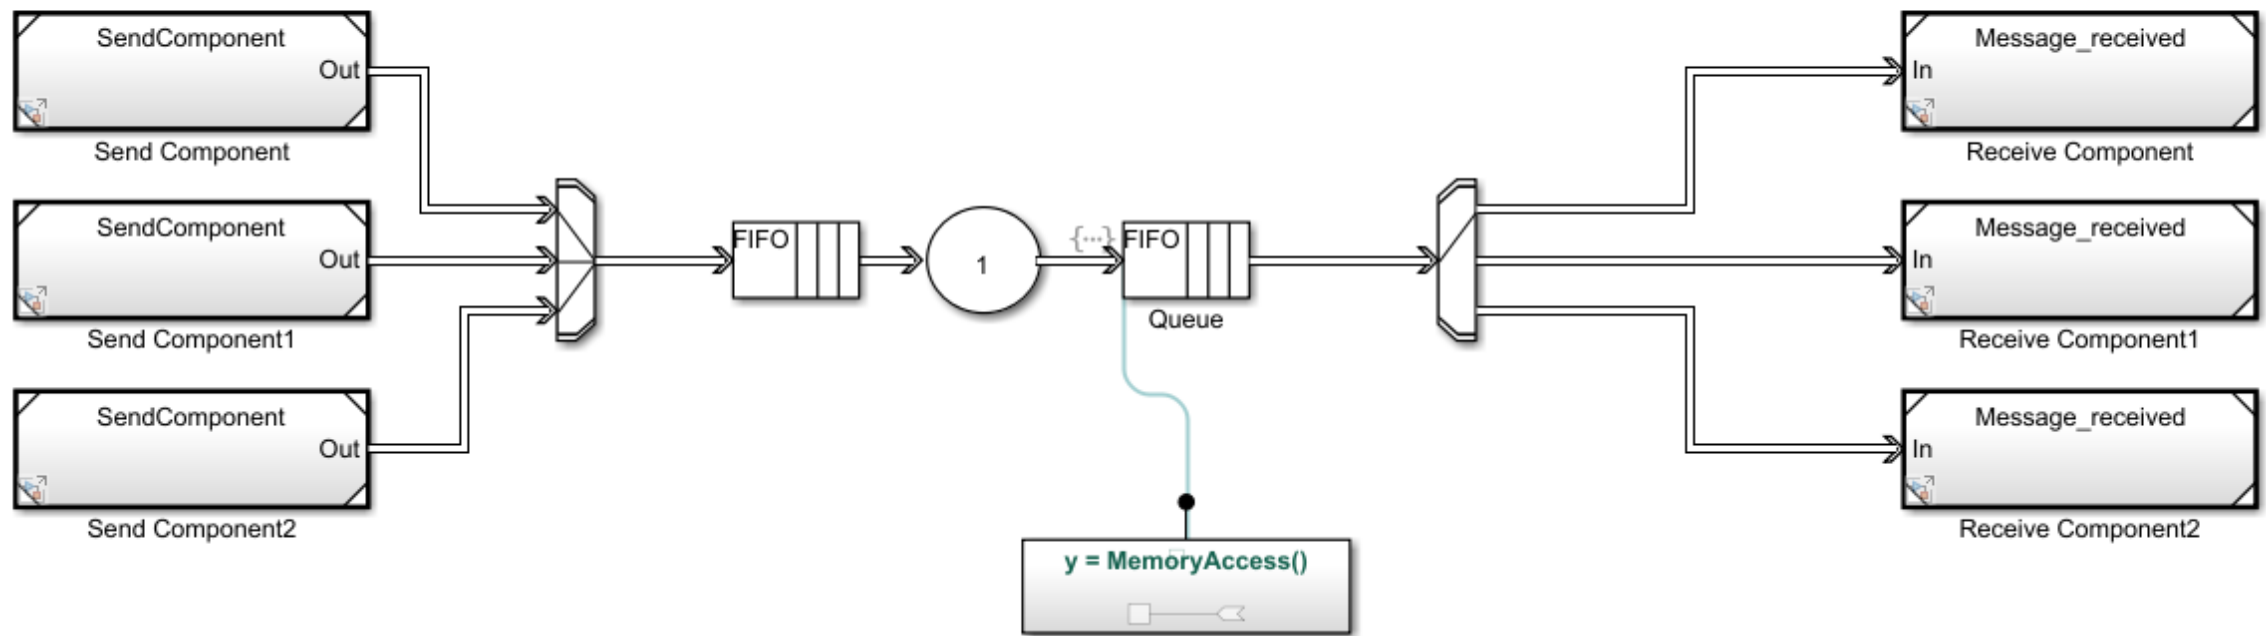 SendComponent
Out
Send Component
SendComponent
Out
Send Component1
SendComponent
Out
Send Component2
FIFO
1
{...}
FIFO
Queue
y = MemoryAccess()
Message_received
In
Receive Component
Message_received
In
Receive Component1
Message_received
In
Receive Component2